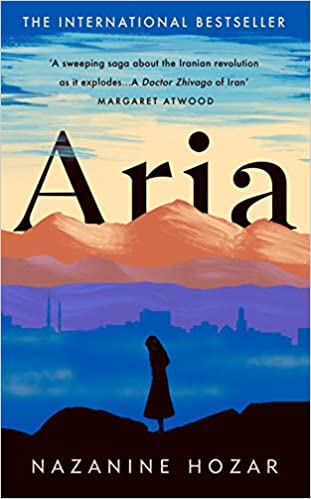 THE INTERNATIONAL BESTSELLER
‘A sweeping saga about the Iranian revolution
as it explodes...A Doctor Zhivago of Iran’
MARGARET ATWOOD
Aria
NAZANINE HOZAR